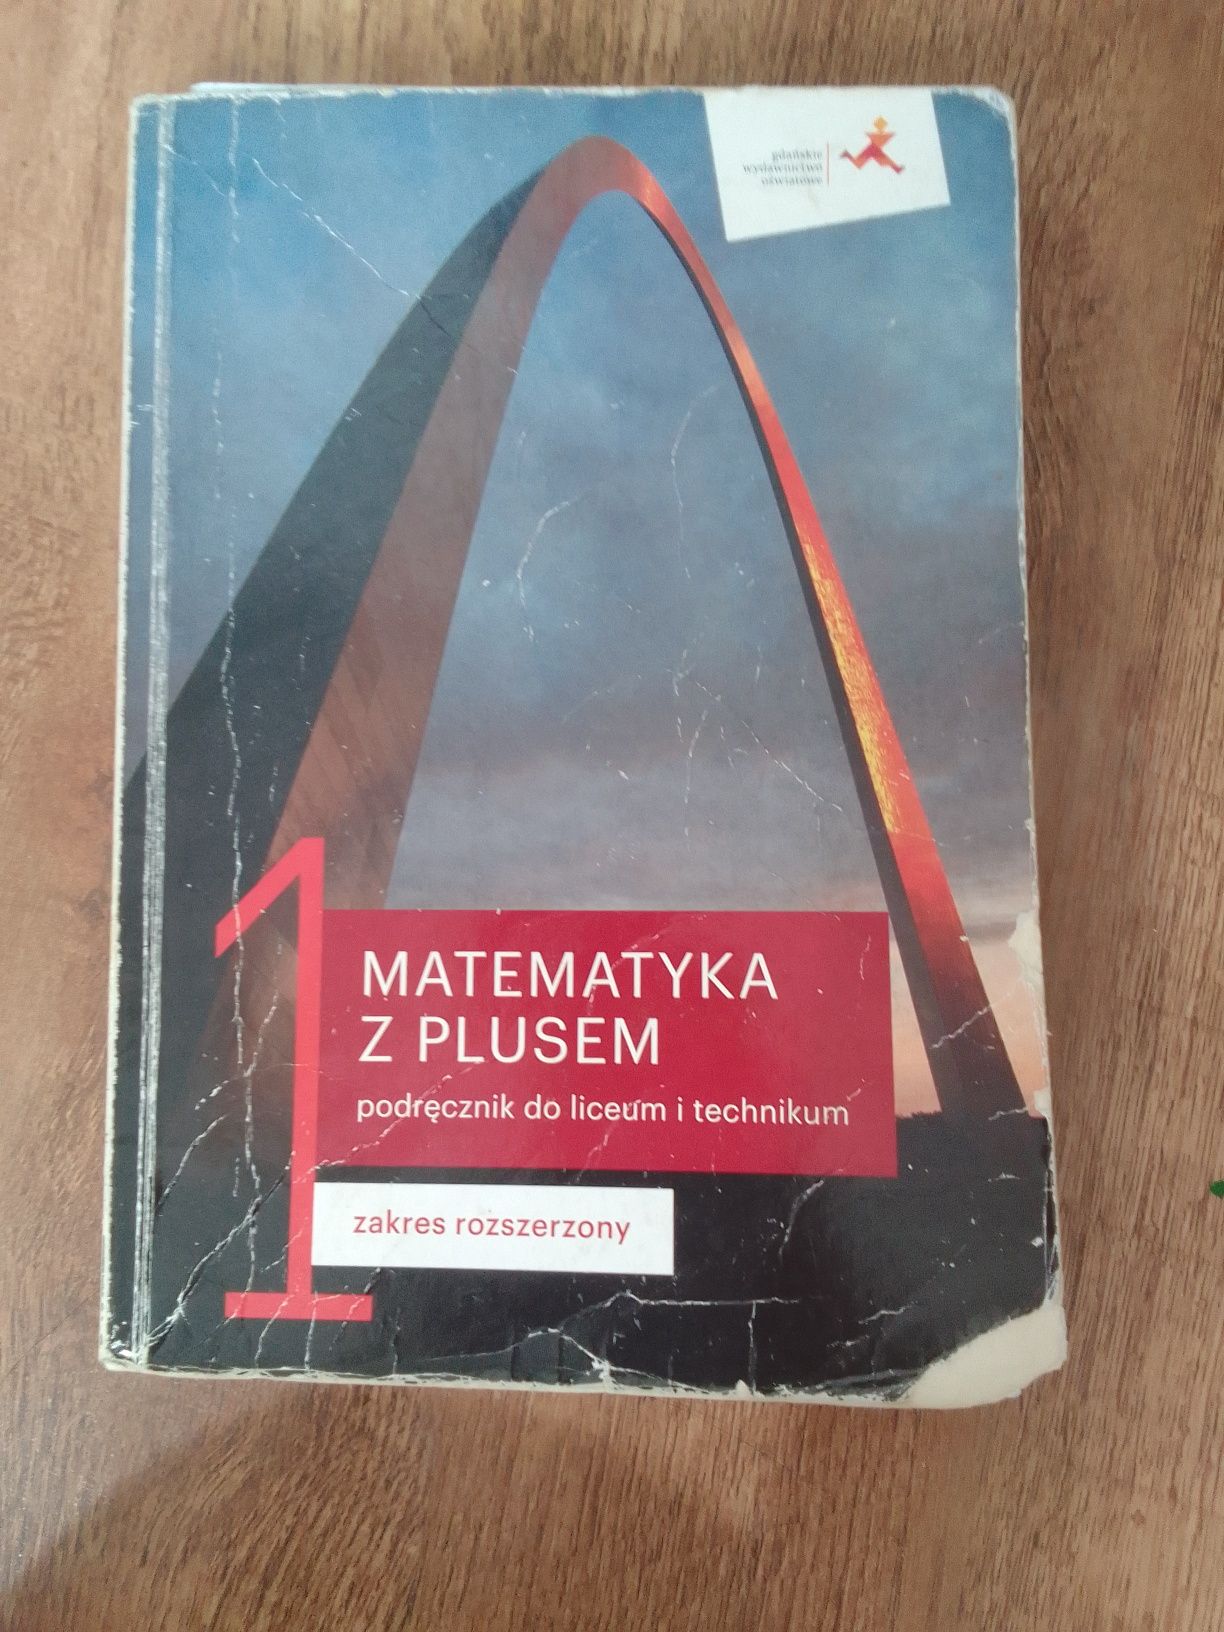 gdańskie
wydawnictwo
oświatowe
1
MATEMATYKA
Z PLUSEM
podręcznik do liceum i technikum
zakres rozszerzony